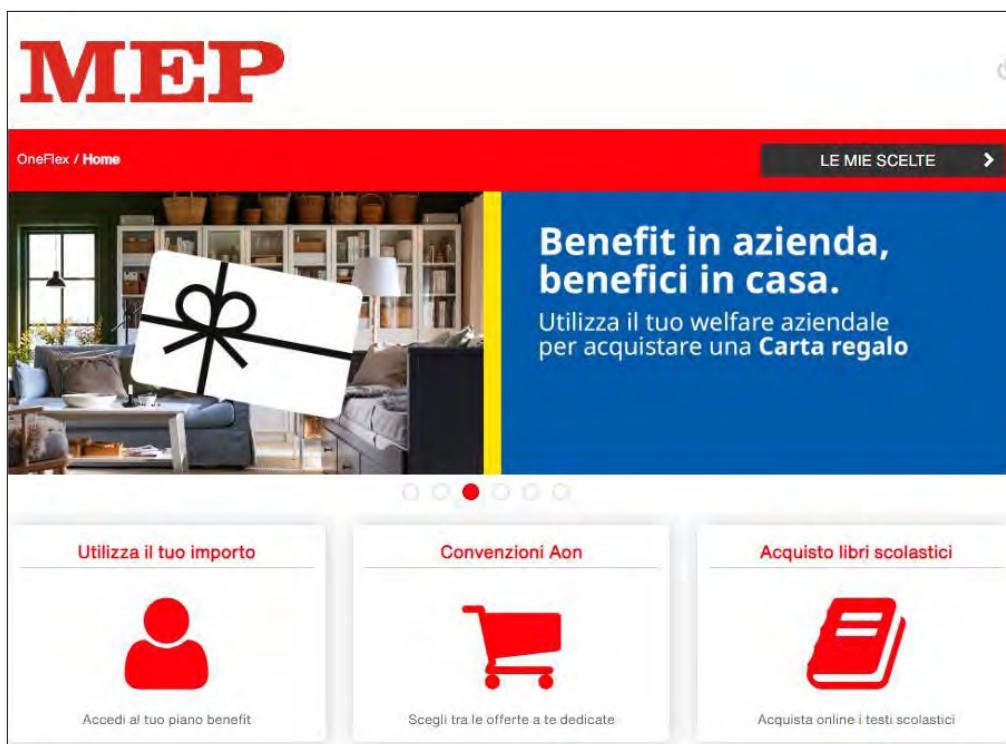 MEP
OneFlex / Home
LE MIE SCELTE
Benefit in azienda,
benefici in casa.
Utilizza il tuo welfare aziendale
per acquistare una Carta regalo
Utilizza il tuo importo
Convenzioni Aon
Acquisto libri scolastici
Accedi al tuo piano benefit
Scegli tra le offerte a te dedicate
Acquista online i testi scolastici